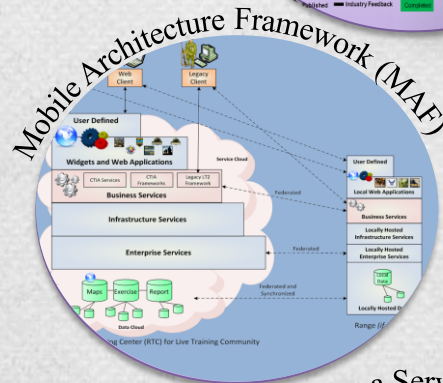 Published Industry Feedback Completed
Mobile Architecture Framework (MAF)
Web
Client
Legacy
Client
User Defined
Widgets and Web Applications
Service Cloud
CTIA Services
CTIA
Frameworks
Legacy LT2
Framework
Business Services
Infrastructure Services
Enterprise Services
Maps
Exercise
Report
Data Cloud
Federated
Federated
Federated and
Synchronized
User Defined
Local Web Applications
Business Services
Locally Hosted
Infrastructure Services
Locally Hosted
Enterprise Services
Local
Data
Locally Hosted
Range (if
Center (RTC) for Live Training Community